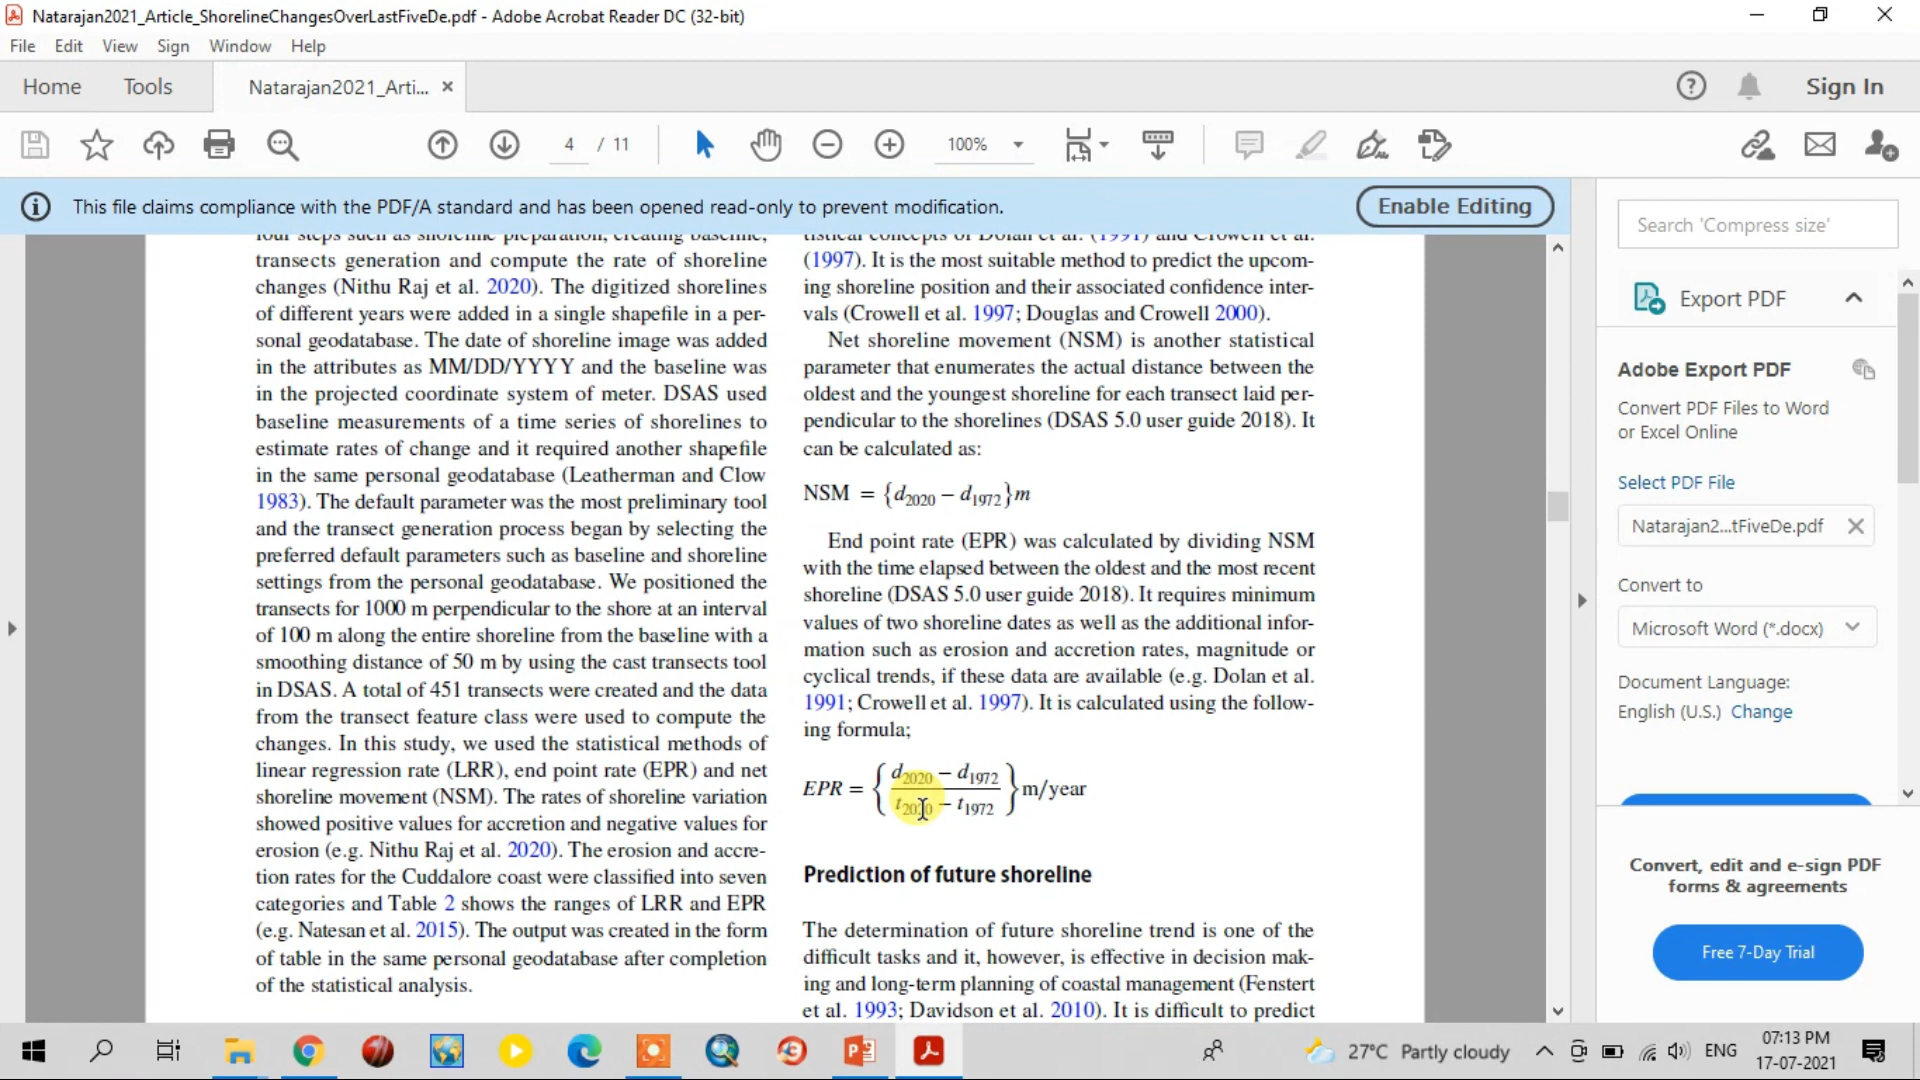 Natarajan2021_Article_ShorelineChangesOverLastFiveDe.pdf - Adobe Acrobat Reader DC (32-bit)
File Edit View Sign Window Help
Home Tools Natarajan2021_Arti... ×
Sign In
4 / 11
100%
This file claims compliance with the PDF/A standard and has been opened read-only to prevent modification.
Enable Editing
four steps such as shoreline preparation, creating baseline,
transects generation and compute the rate of shoreline
changes (Nithu Raj et al. 2020). The digitized shorelines
of different years were added in a single shapefile in a per-
sonal geodatabase. The date of shoreline image was added
in the attributes as MM/DD/YYYY and the baseline was
in the projected coordinate system of meter. DSAS used
baseline measurements of a time series of shorelines to
estimate rates of change and it required another shapefile
in the same personal geodatabase (Leatherman and Clow
1983). The default parameter was the most preliminary tool
and the transect generation process began by selecting the
preferred default parameters such as baseline and shoreline
settings from the personal geodatabase. We positioned the
transects for 1000 m perpendicular to the shore at an interval
of 100 m along the entire shoreline from the baseline with a
smoothing distance of 50 m by using the cast transects tool
in DSAS. A total of 451 transects were created and the data
from the transect feature class were used to compute the
changes. In this study, we used the statistical methods of
linear regression rate (LRR), end point rate (EPR) and net
shoreline movement (NSM). The rates of shoreline variation
showed positive values for accretion and negative values for
erosion (e.g. Nithu Raj et al. 2020). The erosion and accre-
tion rates for the Cuddalore coast were classified into seven
categories and Table 2 shows the ranges of LRR and EPR
(e.g. Natesan et al. 2015). The output was created in the form
of table in the same personal geodatabase after completion
of the statistical analysis.
tistical concepts of Dolan et al. (1991) and Crowell et al.
(1997). It is the most suitable method to predict the upcom-
ing shoreline position and their associated confidence inter-
vals (Crowell et al. 1997; Douglas and Crowell 2000).
Net shoreline movement (NSM) is another statistical
parameter that enumerates the actual distance between the
oldest and the youngest shoreline for each transect laid per-
pendicular to the shorelines (DSAS 5.0 user guide 2018). It
can be calculated as:
NSM = {d2020 − d1972}m
End point rate (EPR) was calculated by dividing NSM
with the time elapsed between the oldest and the most recent
shoreline (DSAS 5.0 user guide 2018). It requires minimum
values of two shoreline dates as well as the additional infor-
mation such as erosion and accretion rates, magnitude or
cyclical trends, if these data are available (e.g. Dolan et al.
1991; Crowell et al. 1997). It is calculated using the follow-
ing formula;
EPR = {d2020 − d1972 / t2020 − t1972} m/year
Prediction of future shoreline
The determination of future shoreline trend is one of the
difficult tasks and it, however, is effective in decision mak-
ing and long-term planning of coastal management (Fenstert
et al. 1993; Davidson et al. 2010). It is difficult to predict
Search 'Compress size'
Export PDF
Adobe Export PDF
Convert PDF Files to Word
or Excel Online
Select PDF File
Natarajan2...tFiveDe.pdf
Convert to
Microsoft Word (*.docx)
Document Language:
English (U.S.) Change
Convert, edit and e-sign PDF
forms & agreements
Free 7-Day Trial
27°C Partly cloudy
ENG
07:13 PM
17-07-2021